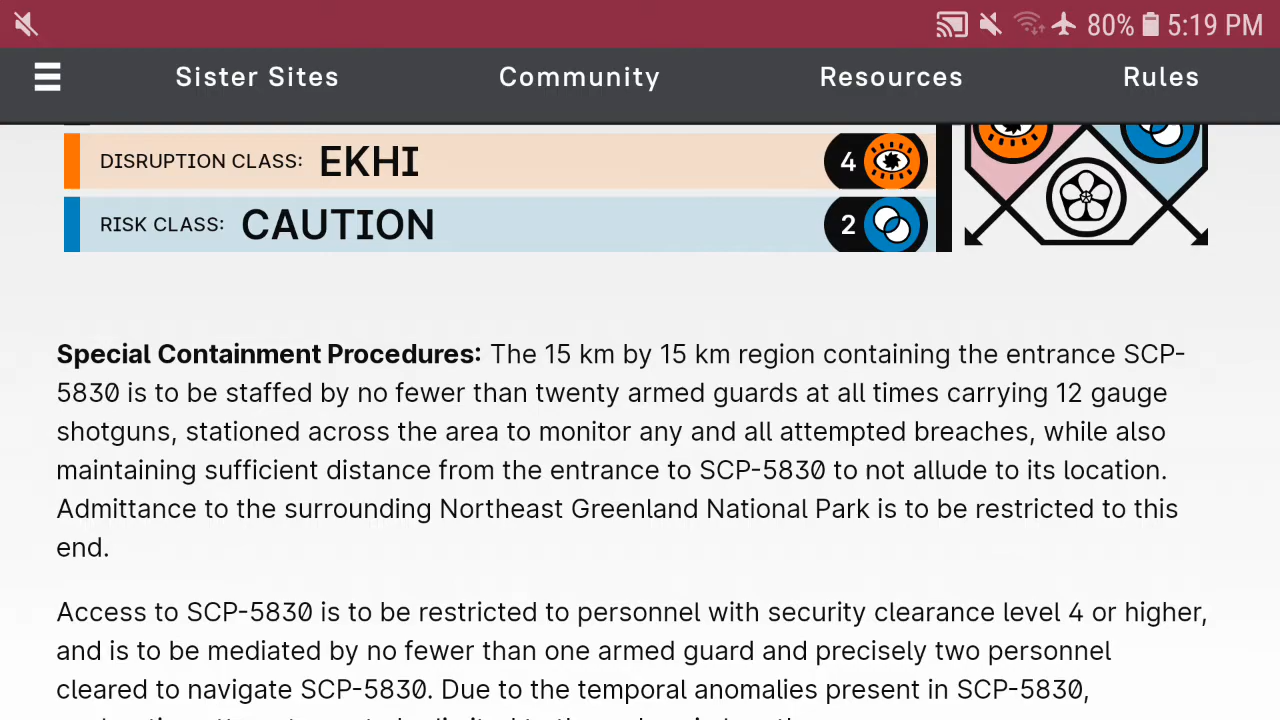 80% 5:19 PM
Sister Sites Community Resources Rules
DISRUPTION CLASS: EKHI 4
RISK CLASS: CAUTION 2
Special Containment Procedures: The 15 km by 15 km region containing the entrance SCP-
5830 is to be staffed by no fewer than twenty armed guards at all times carrying 12 gauge
shotguns, stationed across the area to monitor any and all attempted breaches, while also
maintaining sufficient distance from the entrance to SCP-5830 to not allude to its location.
Admittance to the surrounding Northeast Greenland National Park is to be restricted to this
end.
Access to SCP-5830 is to be restricted to personnel with security clearance level 4 or higher,
and is to be mediated by no fewer than one armed guard and precisely two personnel
cleared to navigate SCP-5830. Due to the temporal anomalies present in SCP-5830,